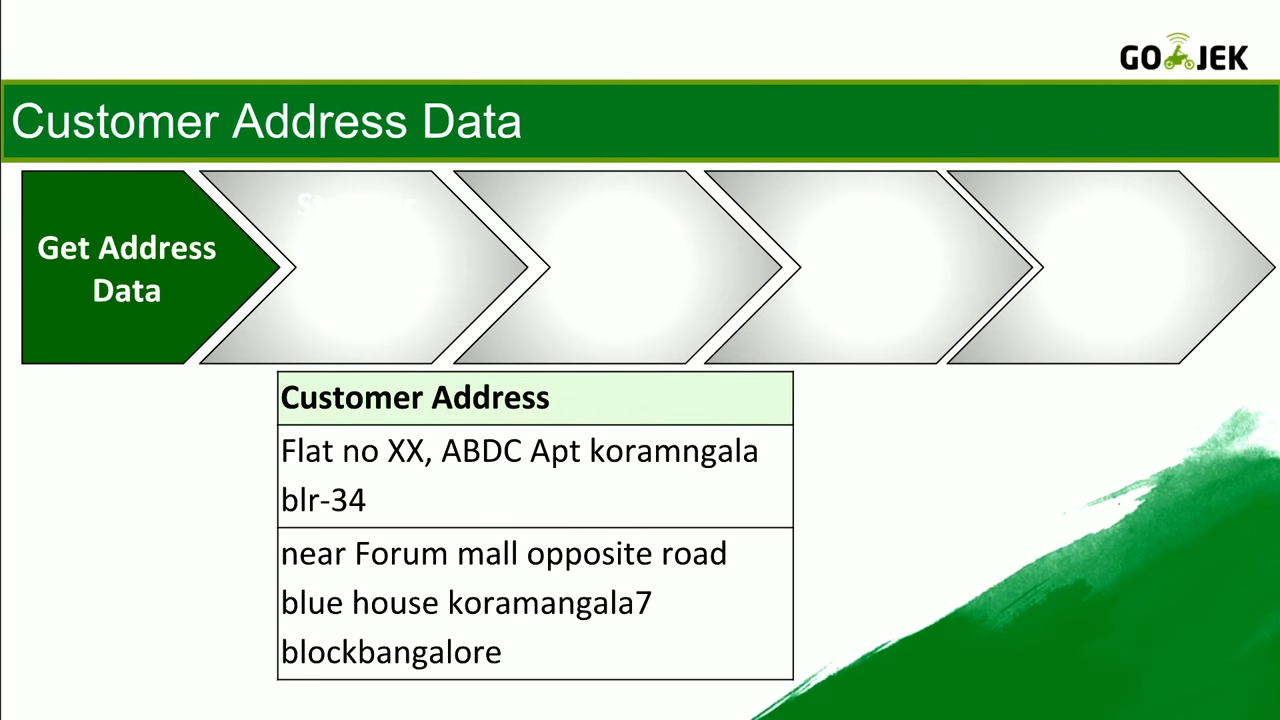 GO JEK
Customer Address Data
Get Address
Data
Customer Address
Flat no XX, ABDC Apt koramngala
blr-34
near Forum mall opposite road
blue house koramangala7
blockbangalore